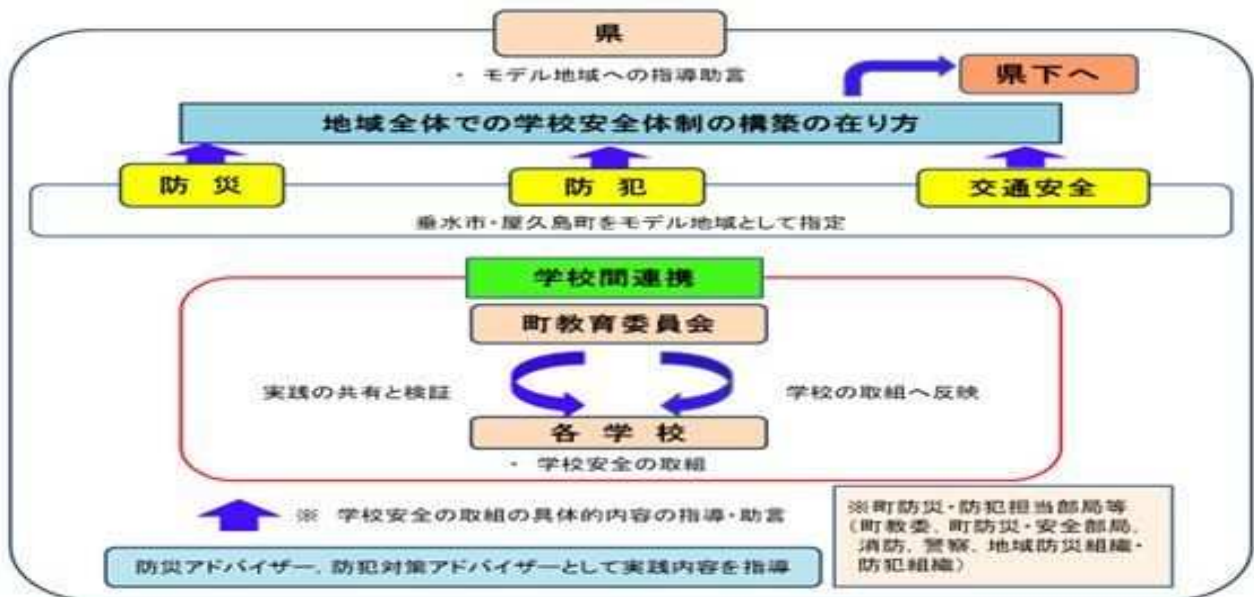 県
・ モデル地域への指導助言
県下へ
地域全体での学校安全体制の構築の在り方
防 災
防 犯
交通安全
垂水市・屋久島町をモデル地域として指定
学校間連携
町教育委員会
実践の共有と検証
学校の取組へ反映
各 学 校
・ 学校安全の取組
※ 学校安全の取組の具体的内容の指導・助言
防災アドバイザー、防犯対策アドバイザーとして実践内容を指導
※町防災・防犯担当部局等
(町教委、町防災・安全部局、
消防、警察、地域防災組織・
防犯組織)